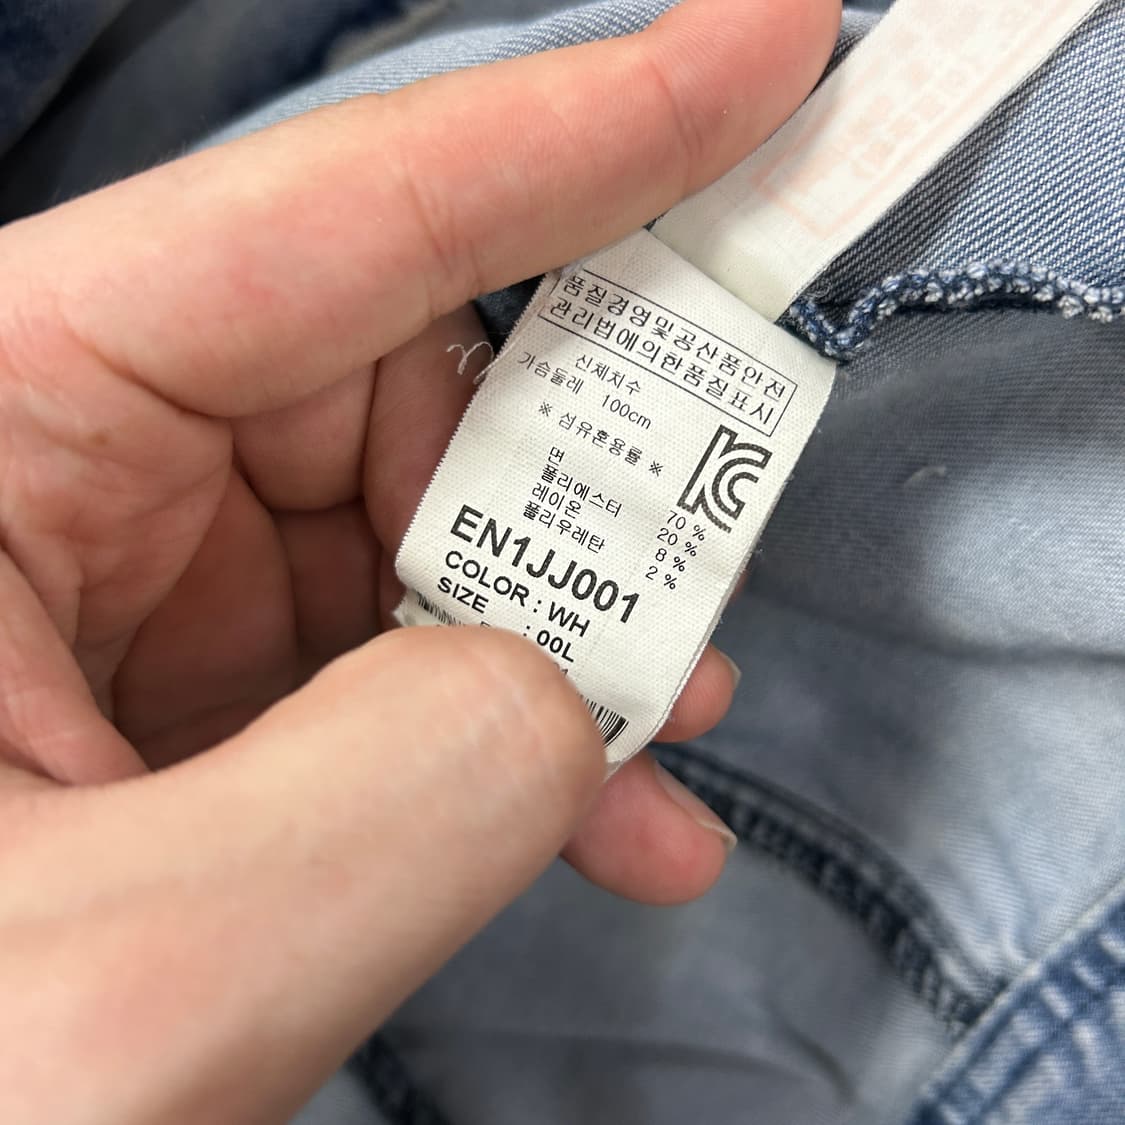 품질경영및공산품안전
관리법에의한품질표시
신체치수
가슴둘레 100cm
※ 섬유혼용률 ※
면 70 %
폴리에스터 20 %
레이온 8 %
폴리우레탄 2 %
EN1JJ001
COLOR : WH
SIZE : 00L